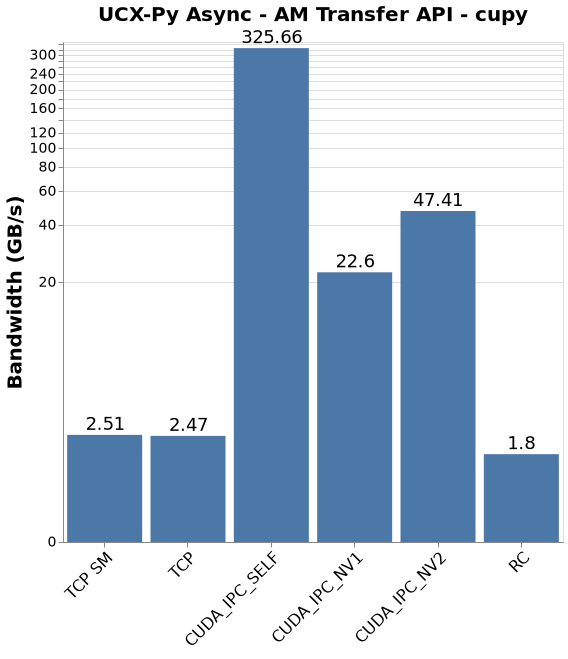 UCX-Py Async - AM Transfer API - cupy
Bandwidth (GB/s)
300
240
200
160
120
100
80
60
40
20
0
2.51
2.47
325.66
22.6
47.41
1.8
TCP SM
TCP
CUDA_IPC_SELF
CUDA_IPC_NV1
CUDA_IPC_NV2
RC